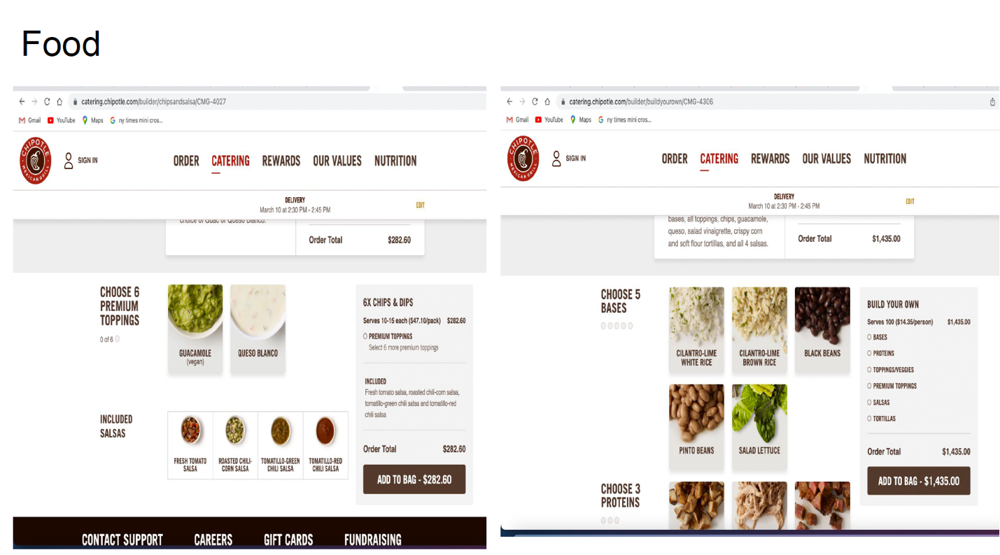 Food
catering.chipotle.com/builder/chipsandsalsa/CMG-4027
Gmail YouTube Maps ny times mini cros...
CHIPOTLE
MEXICAN GRILL
SIGN IN
ORDER CATERING REWARDS OUR VALUES NUTRITION
DELIVERY
March 10 at 2:30 PM - 2:45 PM
EDIT
choice of Guac or Queso Blanco.
Order Total $282.60
CHOOSE 6
PREMIUM
TOPPINGS
0 of 6
GUACAMOLE
(vegan)
QUESO BLANCO
6X CHIPS & DIPS
Serves 10-15 each ($47.10/pack) $282.60
PREMIUM TOPPINGS
Select 6 more premium toppings
INCLUDED
Fresh tomato salsa, roasted chili-corn salsa,
tomatillo-green chili salsa and tomatillo-red
chili salsa
Order Total $282.60
ADD TO BAG - $282.60
INCLUDED
SALSAS
FRESH TOMATO
SALSA
ROASTED CHILI-
CORN SALSA
TOMATILLO-GREEN
CHILI SALSA
TOMATILLO-RED
CHILI SALSA
CONTACT SUPPORT CAREERS GIFT CARDS FUNDRAISING
catering.chipotle.com/builder/buildyourown/CMG-4306
Gmail YouTube Maps ny times mini cros...
CHIPOTLE
MEXICAN GRILL
SIGN IN
ORDER CATERING REWARDS OUR VALUES NUTRITION
DELIVERY
March 10 at 2:30 PM - 2:45 PM
EDIT
bases, all toppings, chips, guacamole,
queso, salad vinaigrette, crispy corn
and soft flour tortillas, and all 4 salsas.
Order Total $1,435.00
CHOOSE 5
BASES
CILANTRO-LIME
WHITE RICE
CILANTRO-LIME
BROWN RICE
BLACK BEANS
PINTO BEANS
SALAD LETTUCE
BUILD YOUR OWN
Serves 100 ($14.35/person) $1,435.00
BASES
PROTEINS
TOPPINGS/VEGGIES
PREMIUM TOPPINGS
SALSAS
TORTILLAS
Order Total $1,435.00
ADD TO BAG - $1,435.00
CHOOSE 3
PROTEINS